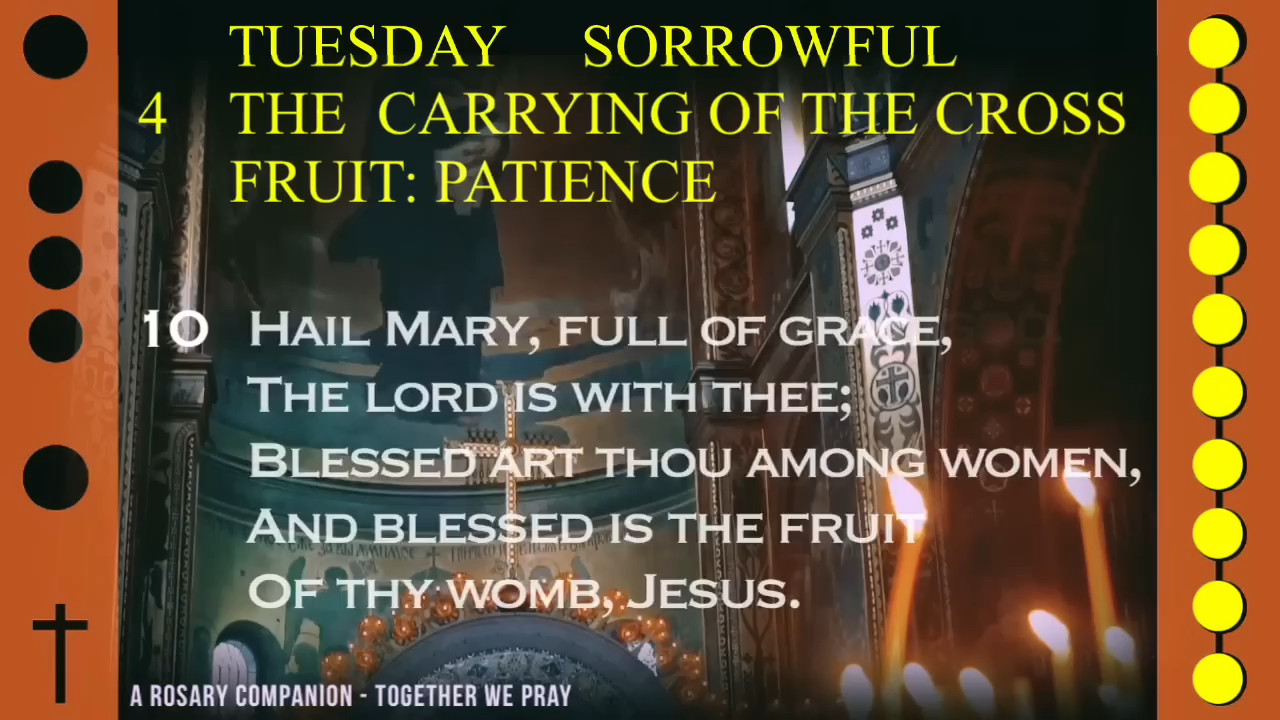 TUESDAY SORROWFUL
4 THE CARRYING OF THE CROSS
FRUIT: PATIENCE
10 HAIL MARY, FULL OF GRACE,
THE LORD IS WITH THEE;
BLESSED ART THOU AMONG WOMEN,
AND BLESSED IS THE FRUIT
OF THY WOMB, JESUS.
A ROSARY COMPANION - TOGETHER WE PRAY